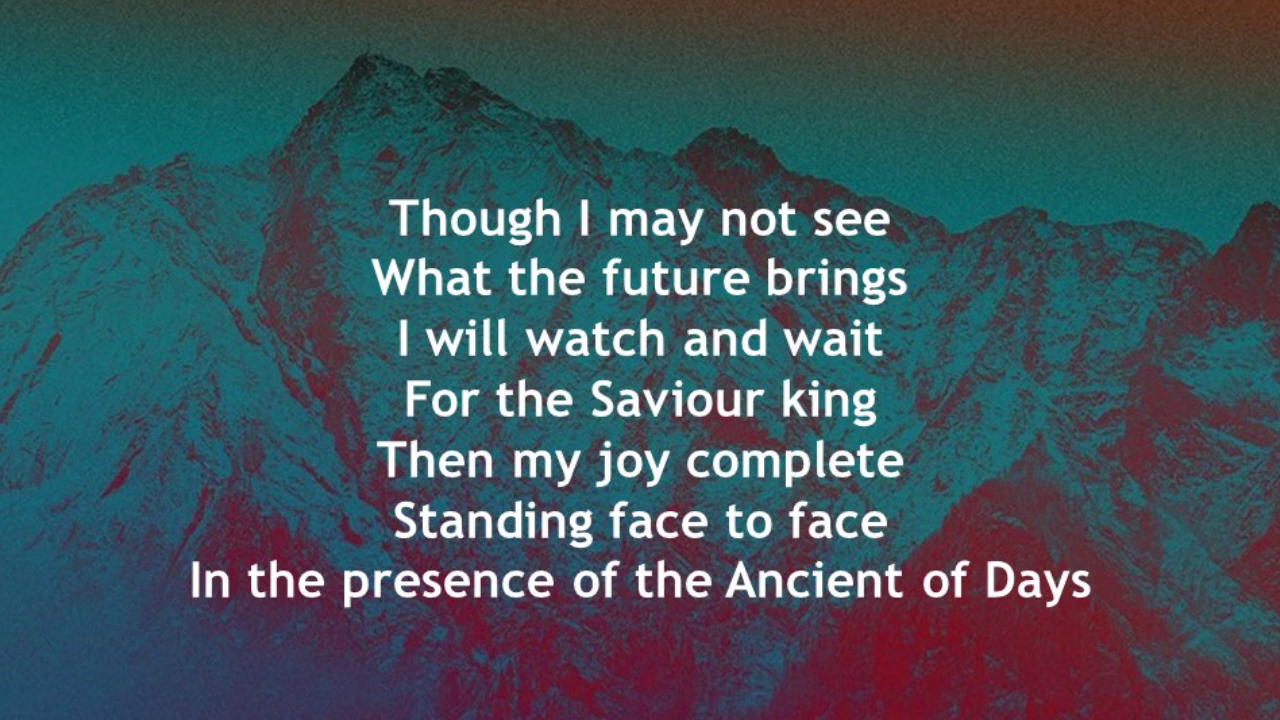 Though I may not see
What the future brings
I will watch and wait
For the Saviour king
Then my joy complete
Standing face to face
In the presence of the Ancient of Days